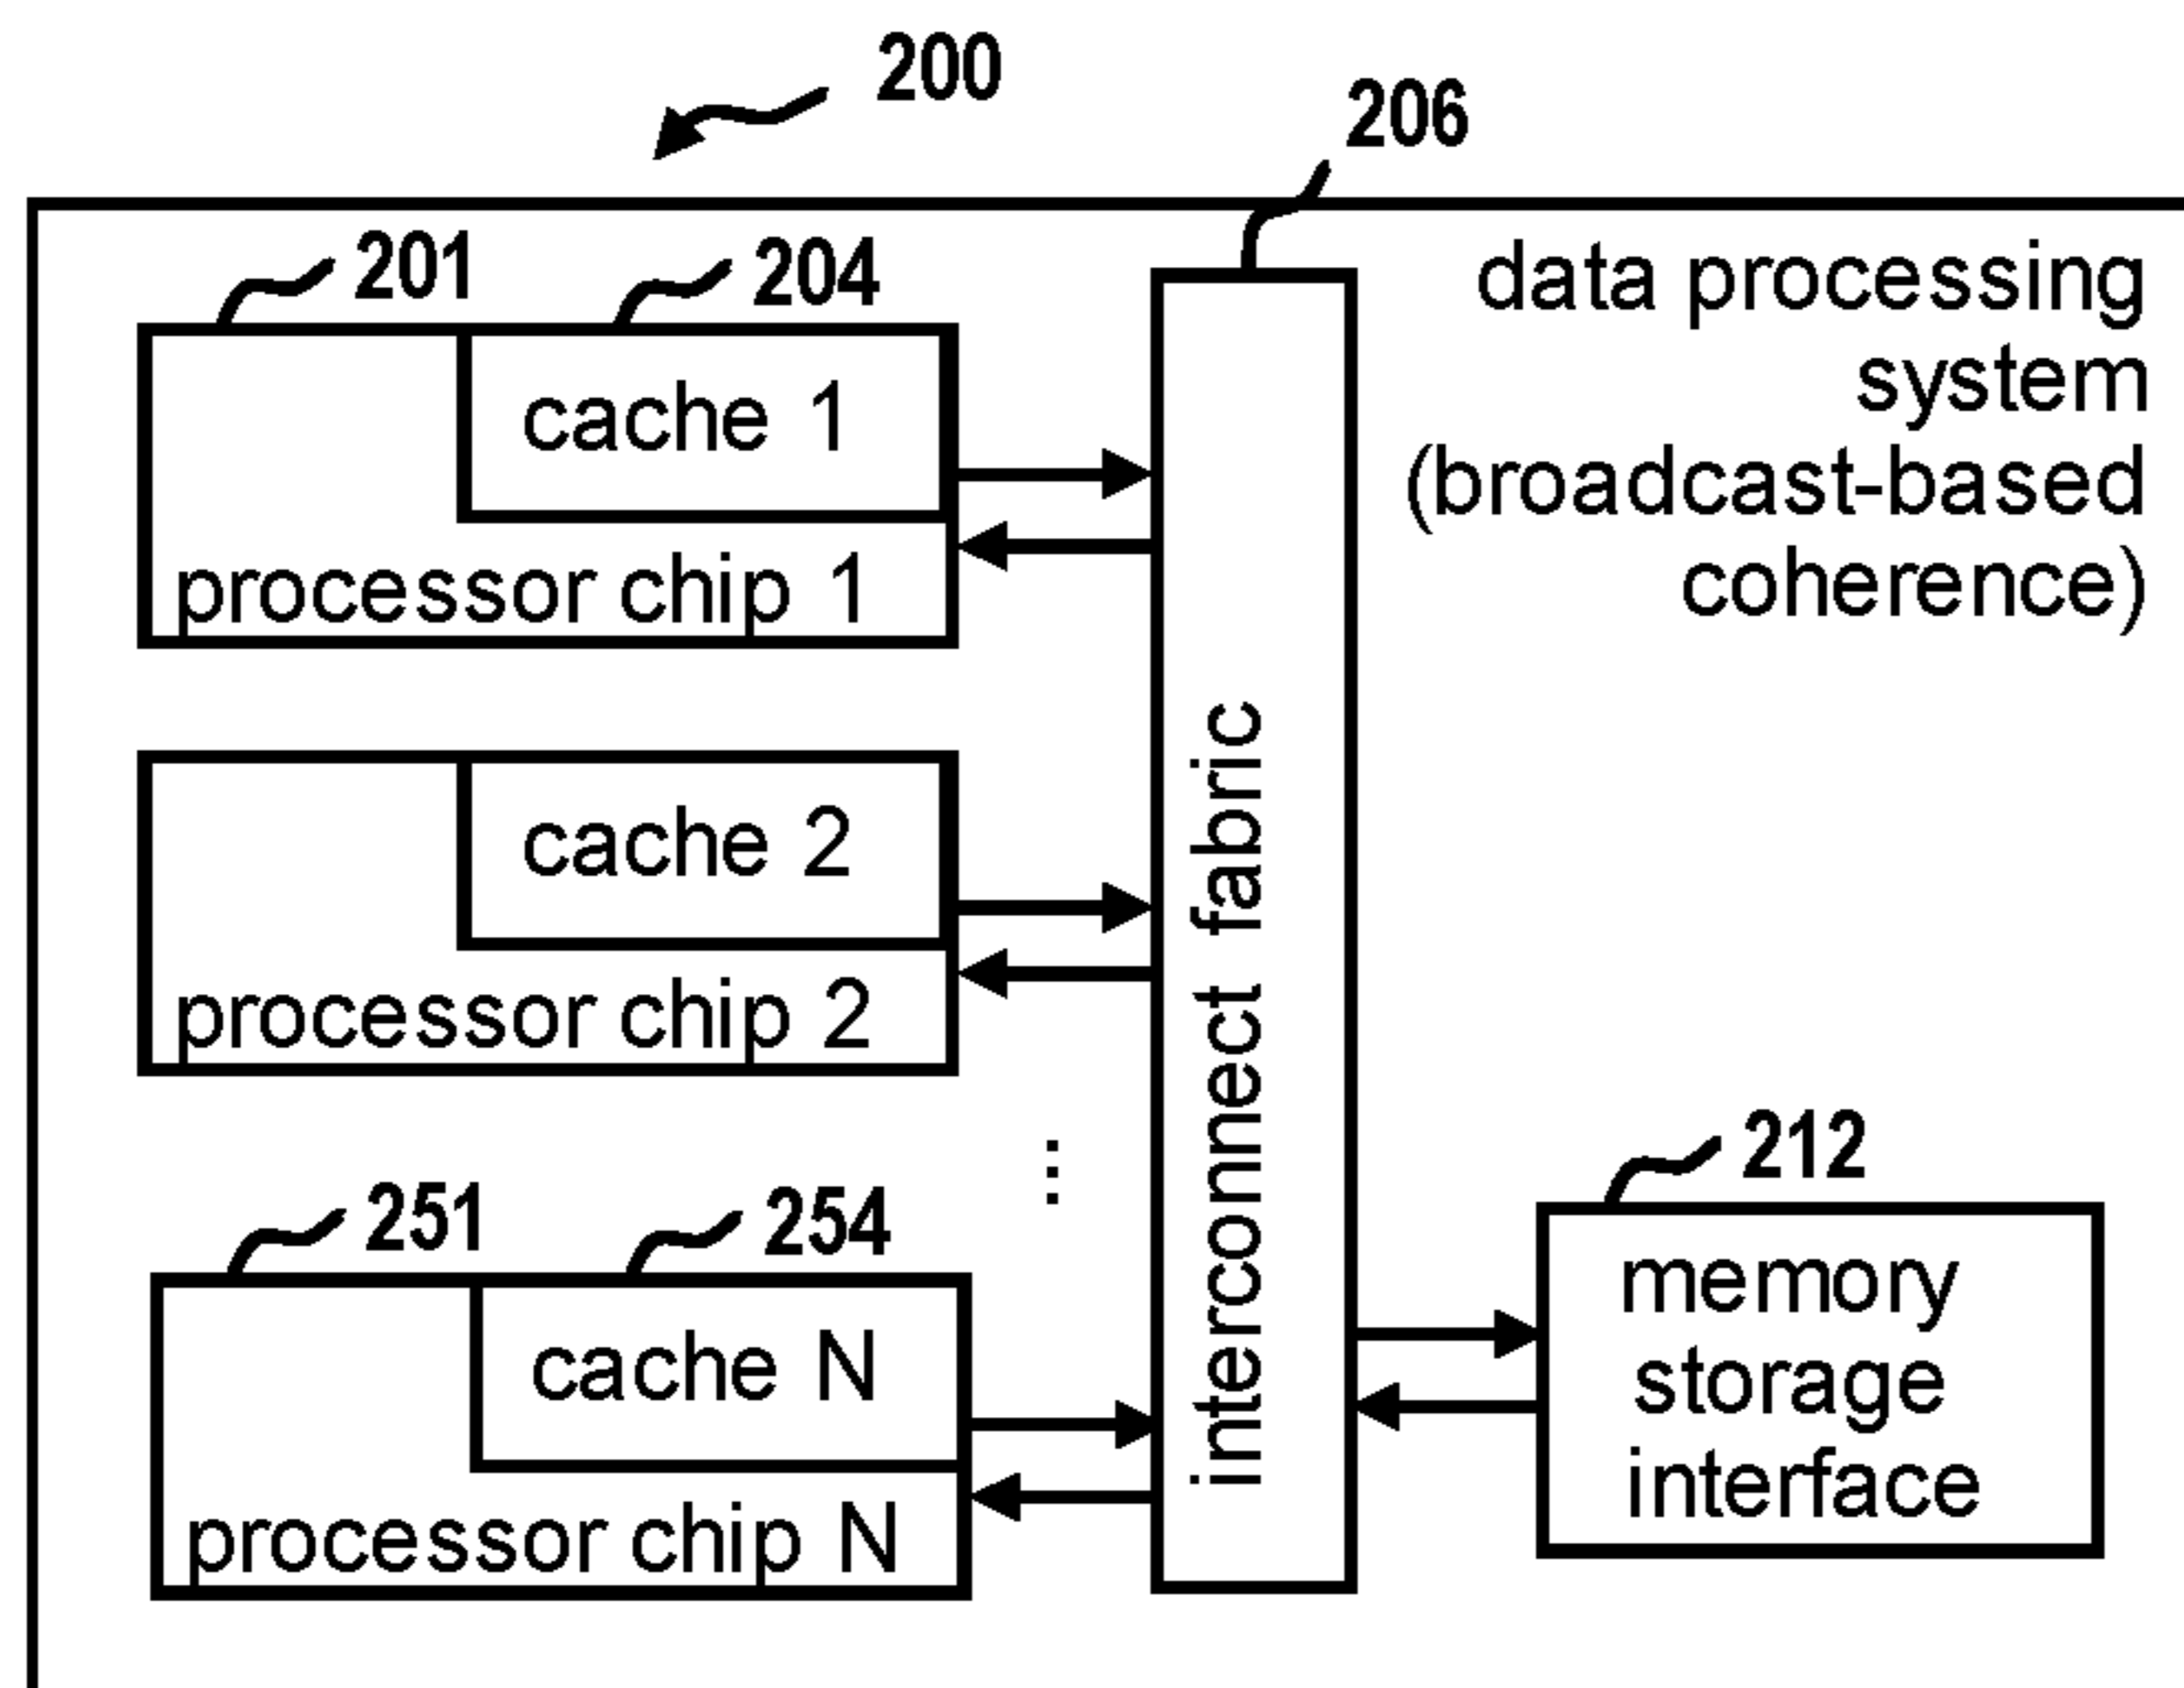 200
206
201
204
data processing
system
(broadcast-based
coherence)
cache 1
processor chip 1
cache 2
processor chip 2
interconnect fabric
...
251
254
cache N
processor chip N
212
memory
storage
interface